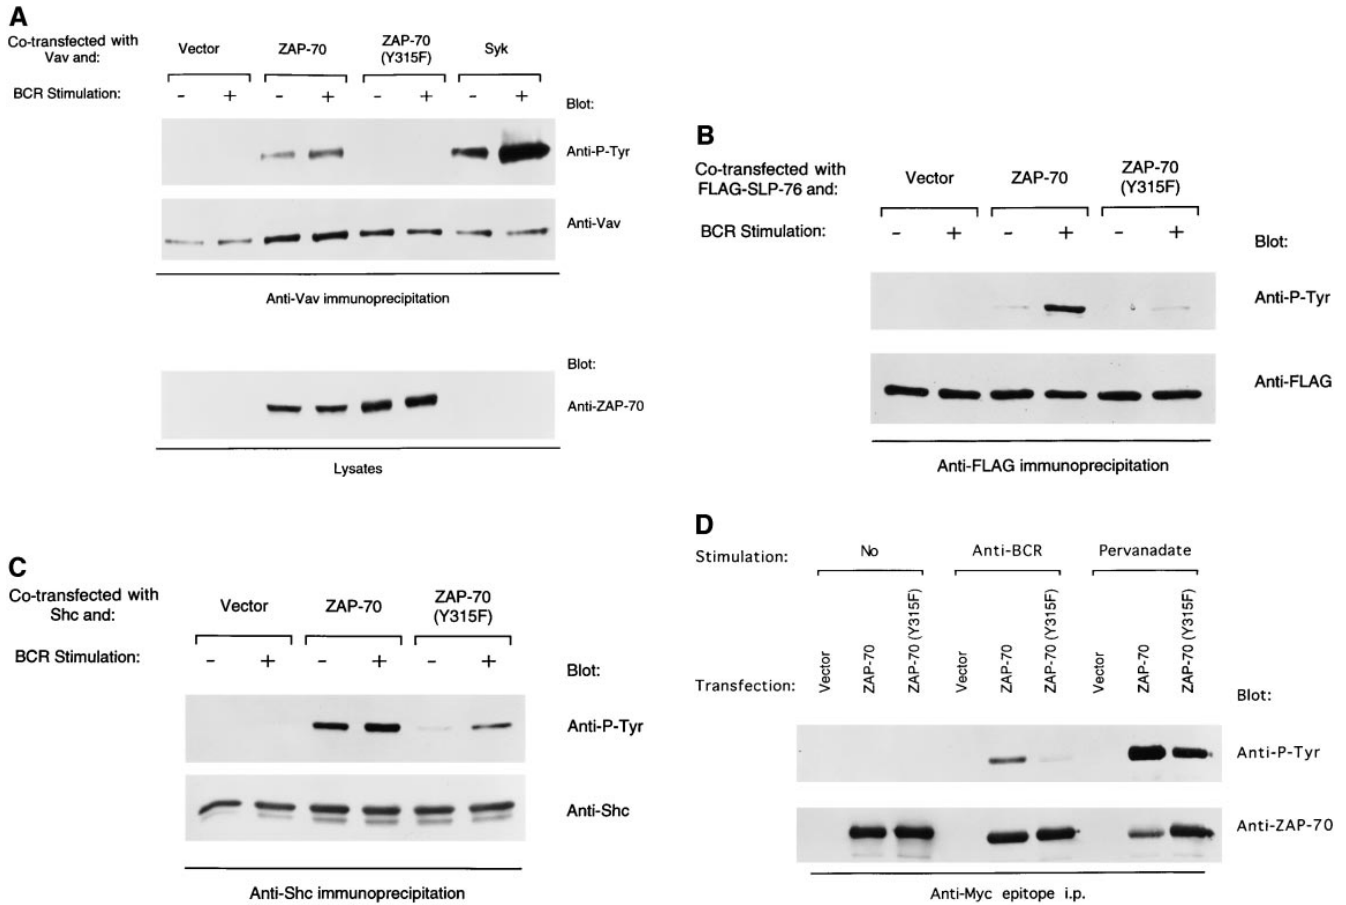 A
Co-transfected with
Vav and:
Vector
ZAP-70
ZAP-70
(Y315F)
Syk
BCR Stimulation:
- + - + - + - +
Blot:
Anti-P-Tyr
Anti-Vav
Anti-Vav immunoprecipitation
Blot:
Anti-ZAP-70
Lysates
B
Co-transfected with
FLAG-SLP-76 and:
Vector
ZAP-70
ZAP-70
(Y315F)
BCR Stimulation:
- + - + - +
Blot:
Anti-P-Tyr
Anti-FLAG
Anti-FLAG immunoprecipitation
C
Co-transfected with
Shc and:
Vector
ZAP-70
ZAP-70
(Y315F)
BCR Stimulation:
- + - + - +
Blot:
Anti-P-Tyr
Anti-Shc
Anti-Shc immunoprecipitation
D
Stimulation:
No
Anti-BCR
Pervanadate
Transfection:
Vector
ZAP-70
ZAP-70 (Y315F)
Vector
ZAP-70
ZAP-70 (Y315F)
Vector
ZAP-70
ZAP-70 (Y315F)
Blot:
Anti-P-Tyr
Anti-ZAP-70
Anti-Myc epitope i.p.